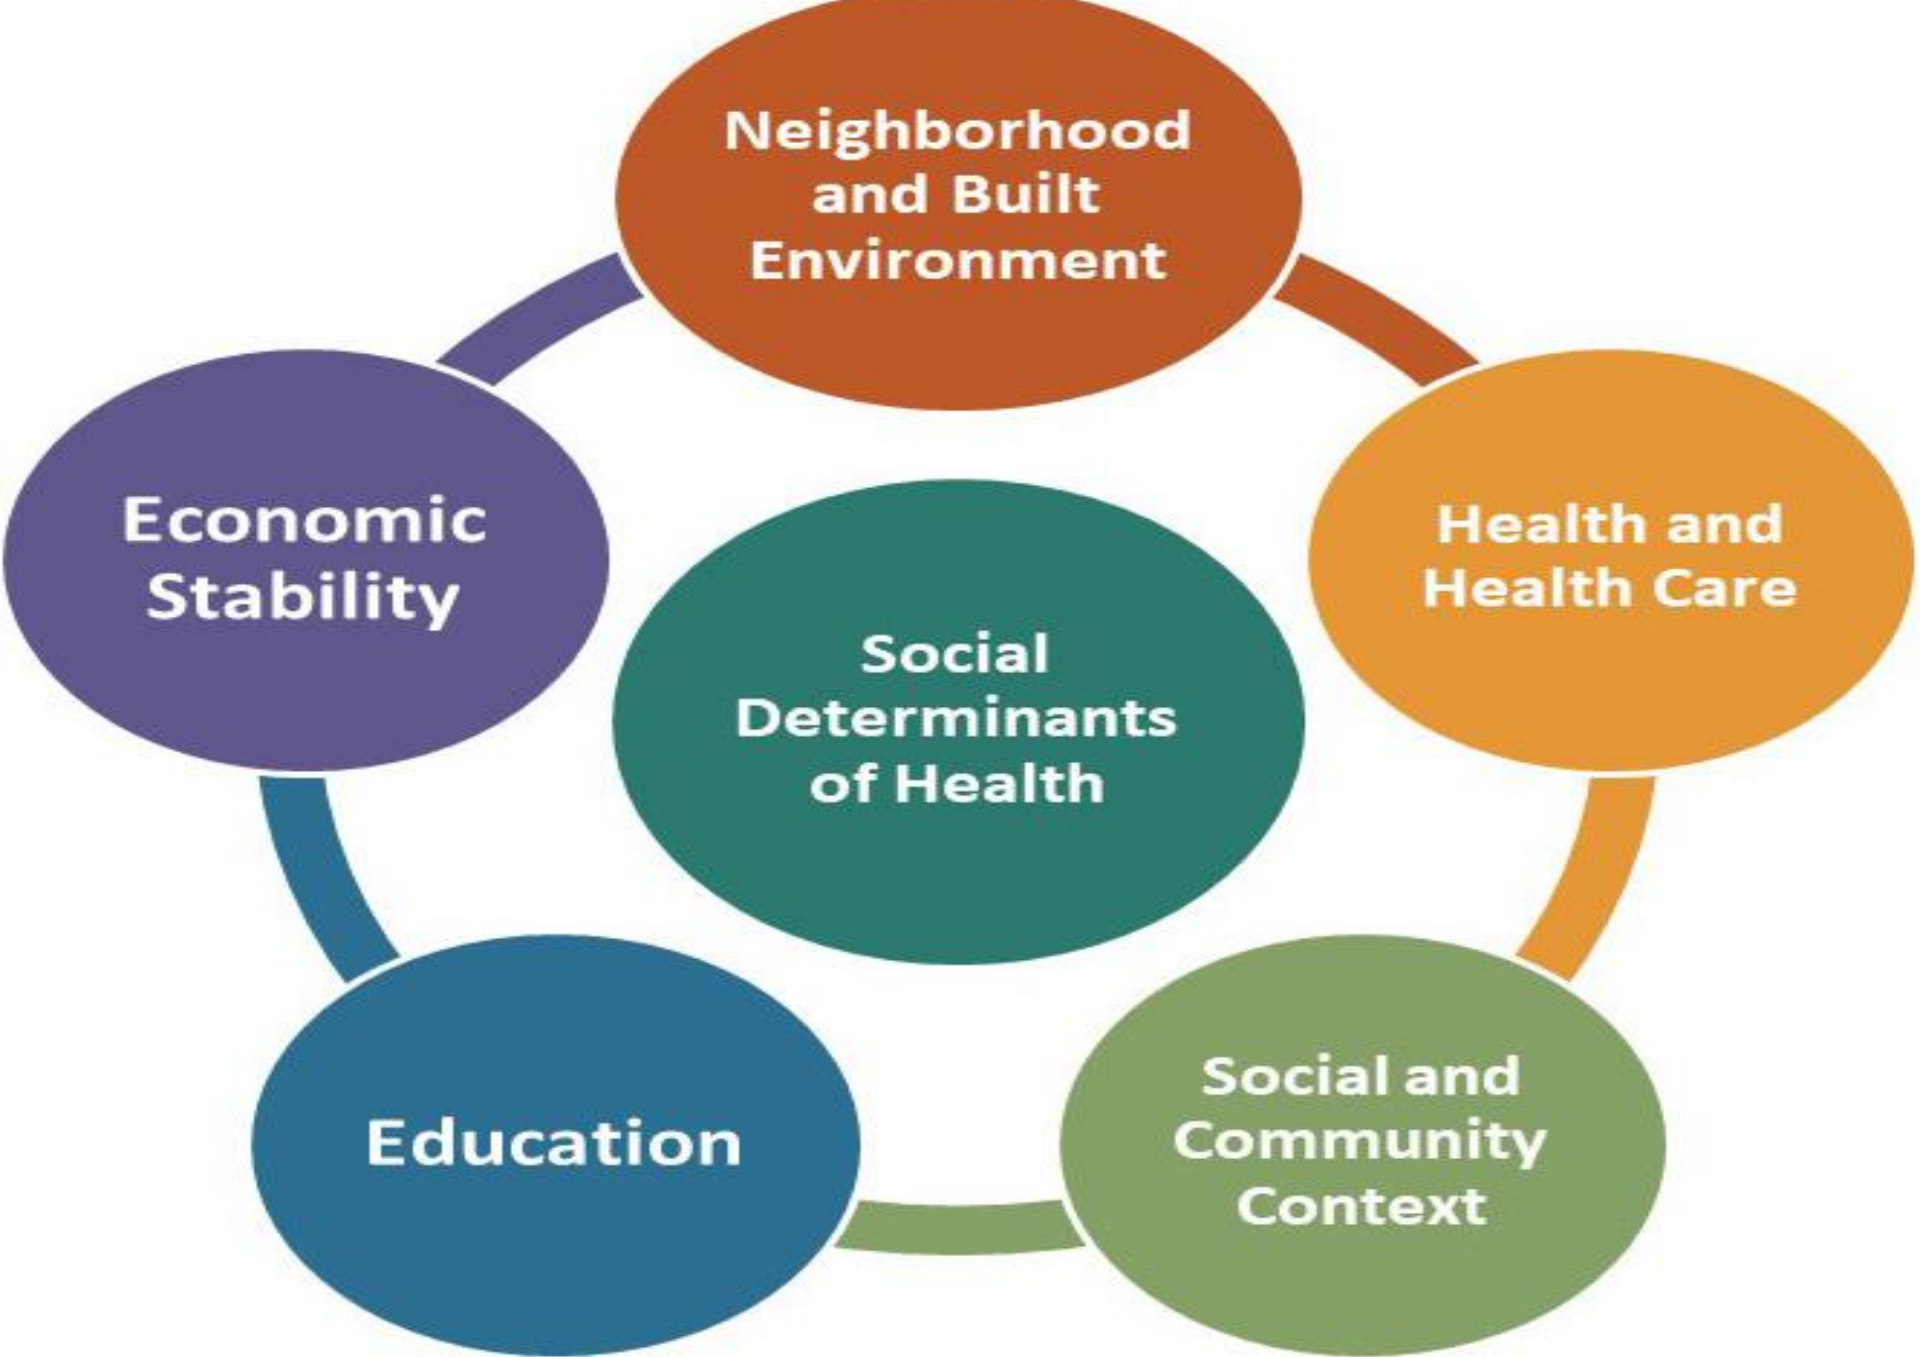 Neighborhood
and Built
Environment
Economic
Stability
Health and
Health Care
Social
Determinants
of Health
Education
Social and
Community
Context